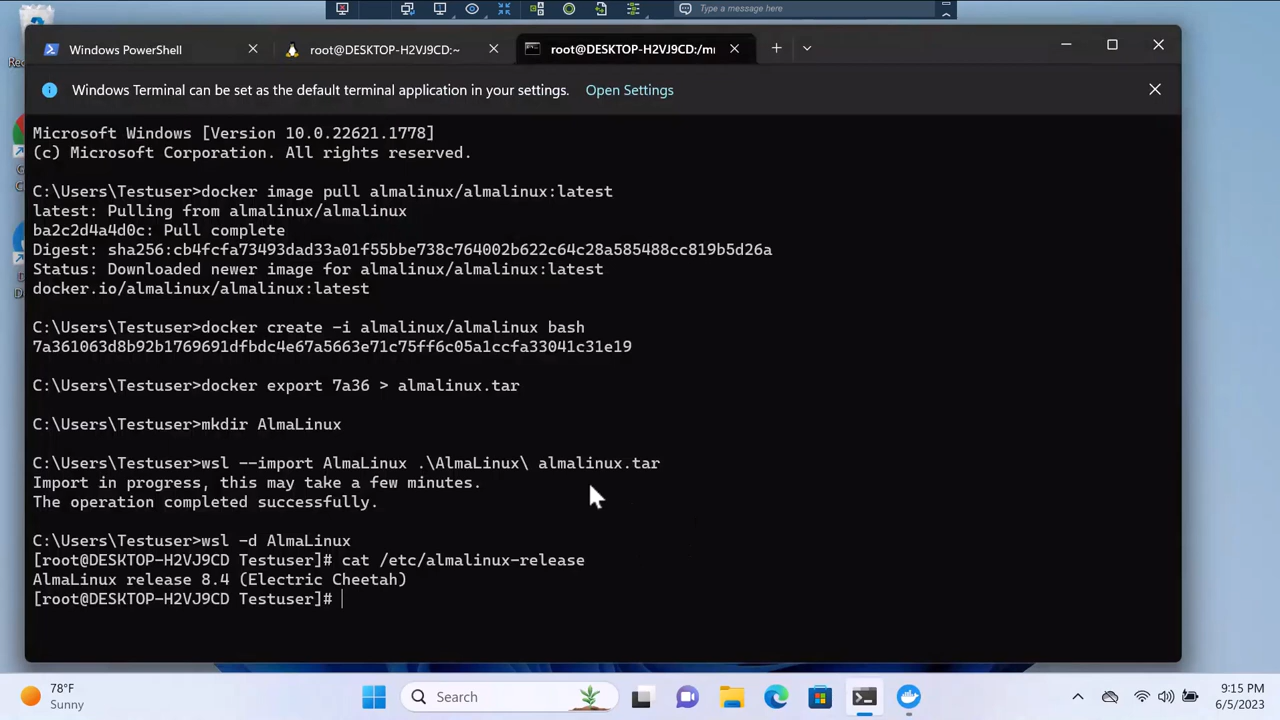 Type a message here
Windows PowerShell
root@DESKTOP-H2VJ9CD:~
root@DESKTOP-H2VJ9CD:/mi
Windows Terminal can be set as the default terminal application in your settings. Open Settings
Microsoft Windows [Version 10.0.22621.1778]
(c) Microsoft Corporation. All rights reserved.
C:\Users\Testuser>docker image pull almalinux/almalinux:latest
latest: Pulling from almalinux/almalinux
ba2c2d4a4d0c: Pull complete
Digest: sha256:cb4fcfa73493dad33a01f55bbe738c764002b622c64c28a585488cc819b5d26a
Status: Downloaded newer image for almalinux/almalinux:latest
docker.io/almalinux/almalinux:latest
C:\Users\Testuser>docker create -i almalinux/almalinux bash
7a361063d8b92b1769691dfbdc4e67a5663e71c75ff6c05a1ccfa33041c31e19
C:\Users\Testuser>docker export 7a36 > almalinux.tar
C:\Users\Testuser>mkdir AlmaLinux
C:\Users\Testuser>wsl --import AlmaLinux .\AlmaLinux\ almalinux.tar
Import in progress, this may take a few minutes.
The operation completed successfully.
C:\Users\Testuser>wsl -d AlmaLinux
[root@DESKTOP-H2VJ9CD Testuser]# cat /etc/almalinux-release
AlmaLinux release 8.4 (Electric Cheetah)
[root@DESKTOP-H2VJ9CD Testuser]#
78°F
Sunny
Search
9:15 PM
6/5/2023